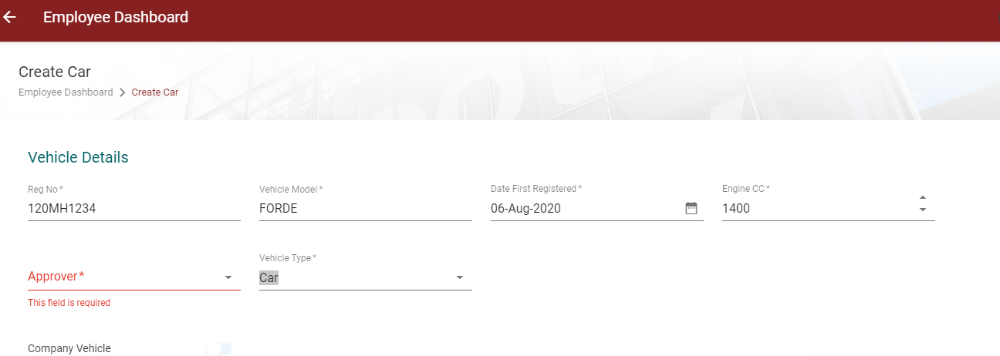 Employee Dashboard
Create Car
Employee Dashboard > Create Car
Vehicle Details
Reg No * Vehicle Model * Date First Registered * Engine CC *
120MH1234 FORDE 06-Aug-2020 1400
Vehicle Type *
Approver * Car
This field is required
Company Vehicle